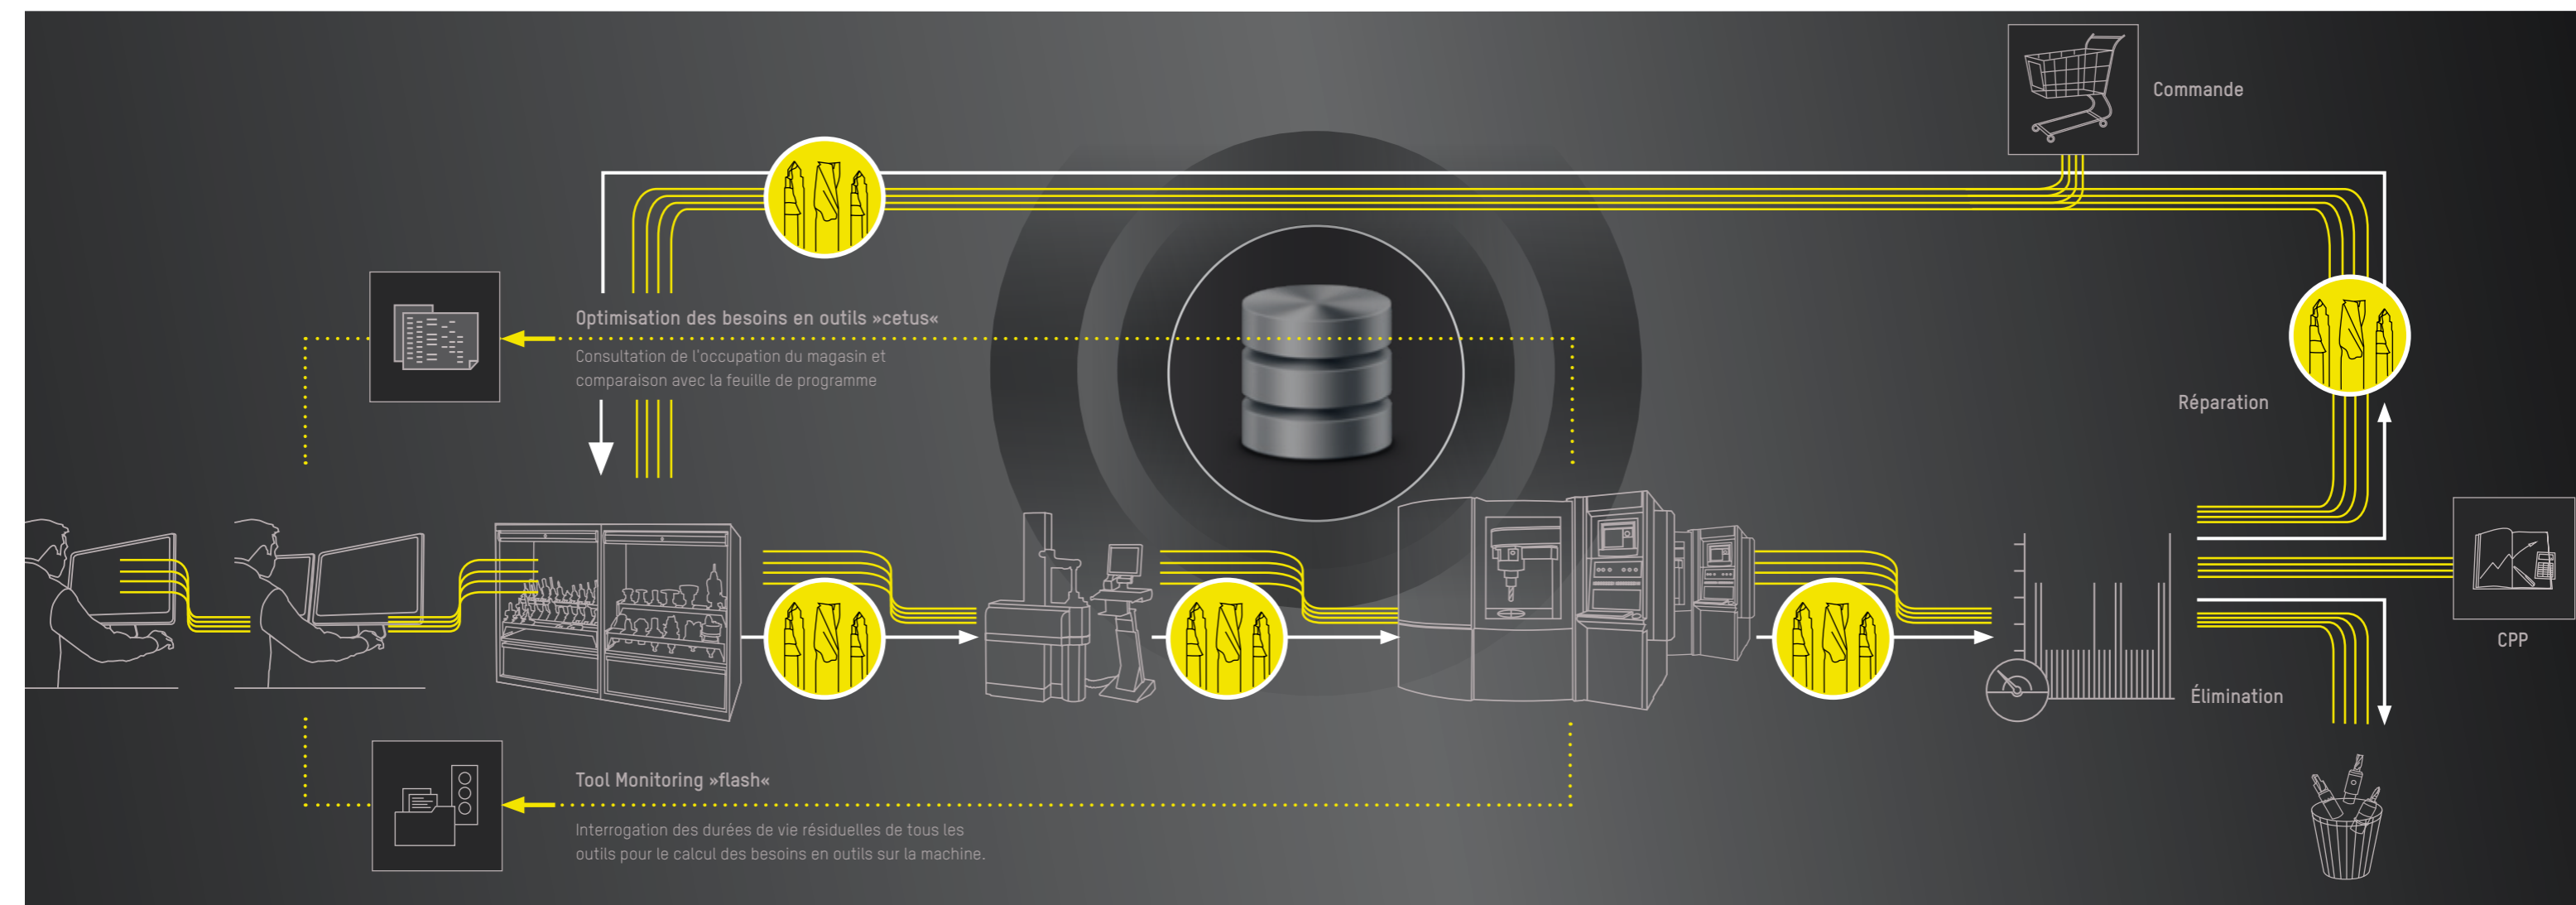 Commande
Optimisation des besoins en outils »cetus«
Consultation de l'occupation du magasin et
comparaison avec la feuille de programme
Réparation
CPP
Élimination
Tool Monitoring »flash«
Interrogation des durées de vie résiduelles de tous les
outils pour le calcul des besoins en outils sur la machine.